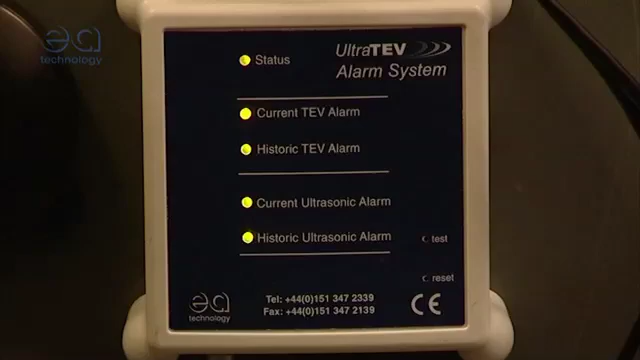 ea
technology
UltraTEV
Alarm System
Status
Current TEV Alarm
Historic TEV Alarm
Current Ultrasonic Alarm
Historic Ultrasonic Alarm
test
reset
ea
technology
Tel: +44(0)151 347 2339
Fax: +44(0)151 347 2139
CE